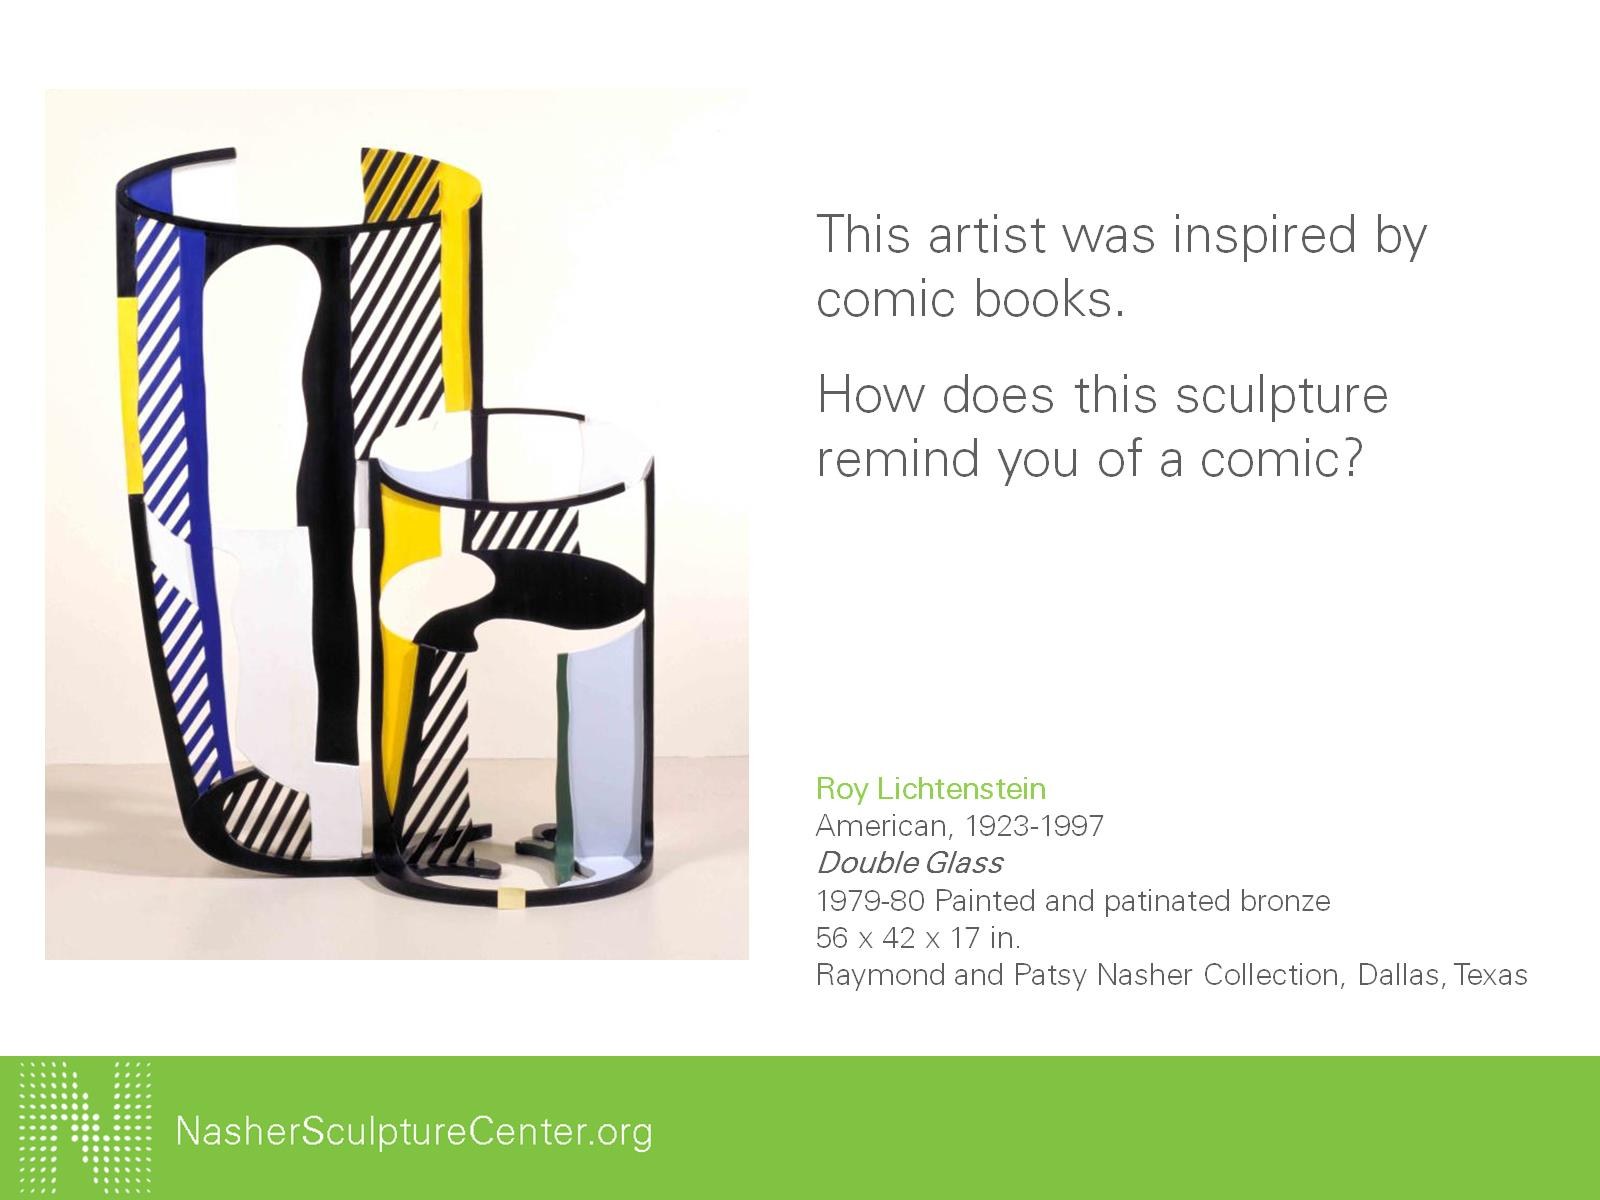 This artist was inspired by
comic books.
How does this sculpture
remind you of a comic?
Roy Lichtenstein
American, 1923-1997
Double Glass
1979-80 Painted and patinated bronze
56 x 42 x 17 in.
Raymond and Patsy Nasher Collection, Dallas, Texas
N
NasherSculptureCenter.org